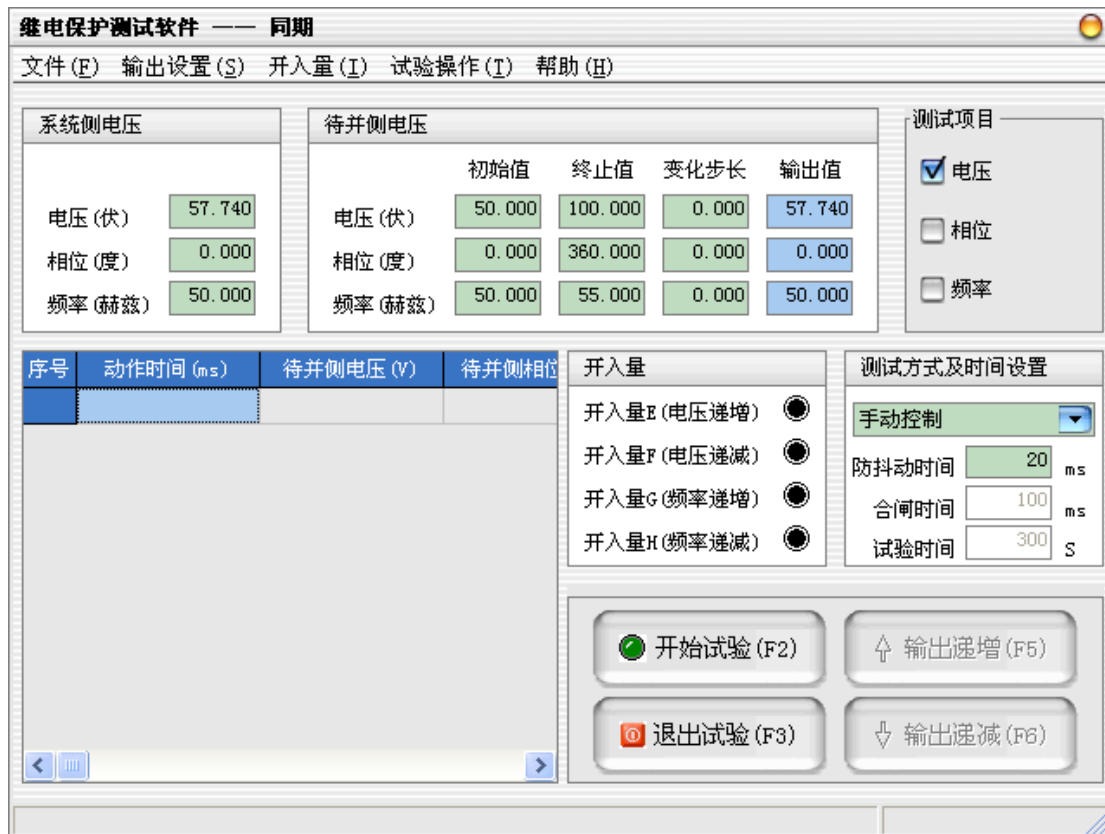 继电保护测试软件 —— 同期
文件(F) 输出设置(S) 开入量(I) 试验操作(T) 帮助(H)
系统侧电压
电压(伏) 57.740
相位(度) 0.000
频率(赫兹) 50.000
待并侧电压
初始值 终止值 变化步长 输出值
电压(伏) 50.000 100.000 0.000 57.740
相位(度) 0.000 360.000 0.000 0.000
频率(赫兹) 50.000 55.000 0.000 50.000
测试项目
电压
相位
频率
序号 动作时间(ms) 待并侧电压(V) 待并侧相位
开入量
开入量E(电压递增)
开入量F(电压递减)
开入量G(频率递增)
开入量H(频率递减)
测试方式及时间设置
手动控制
防抖动时间 20 ms
合闸时间 100 ms
试验时间 300 S
开始试验(F2)
输出递增(F5)
退出试验(F3)
输出递减(F6)